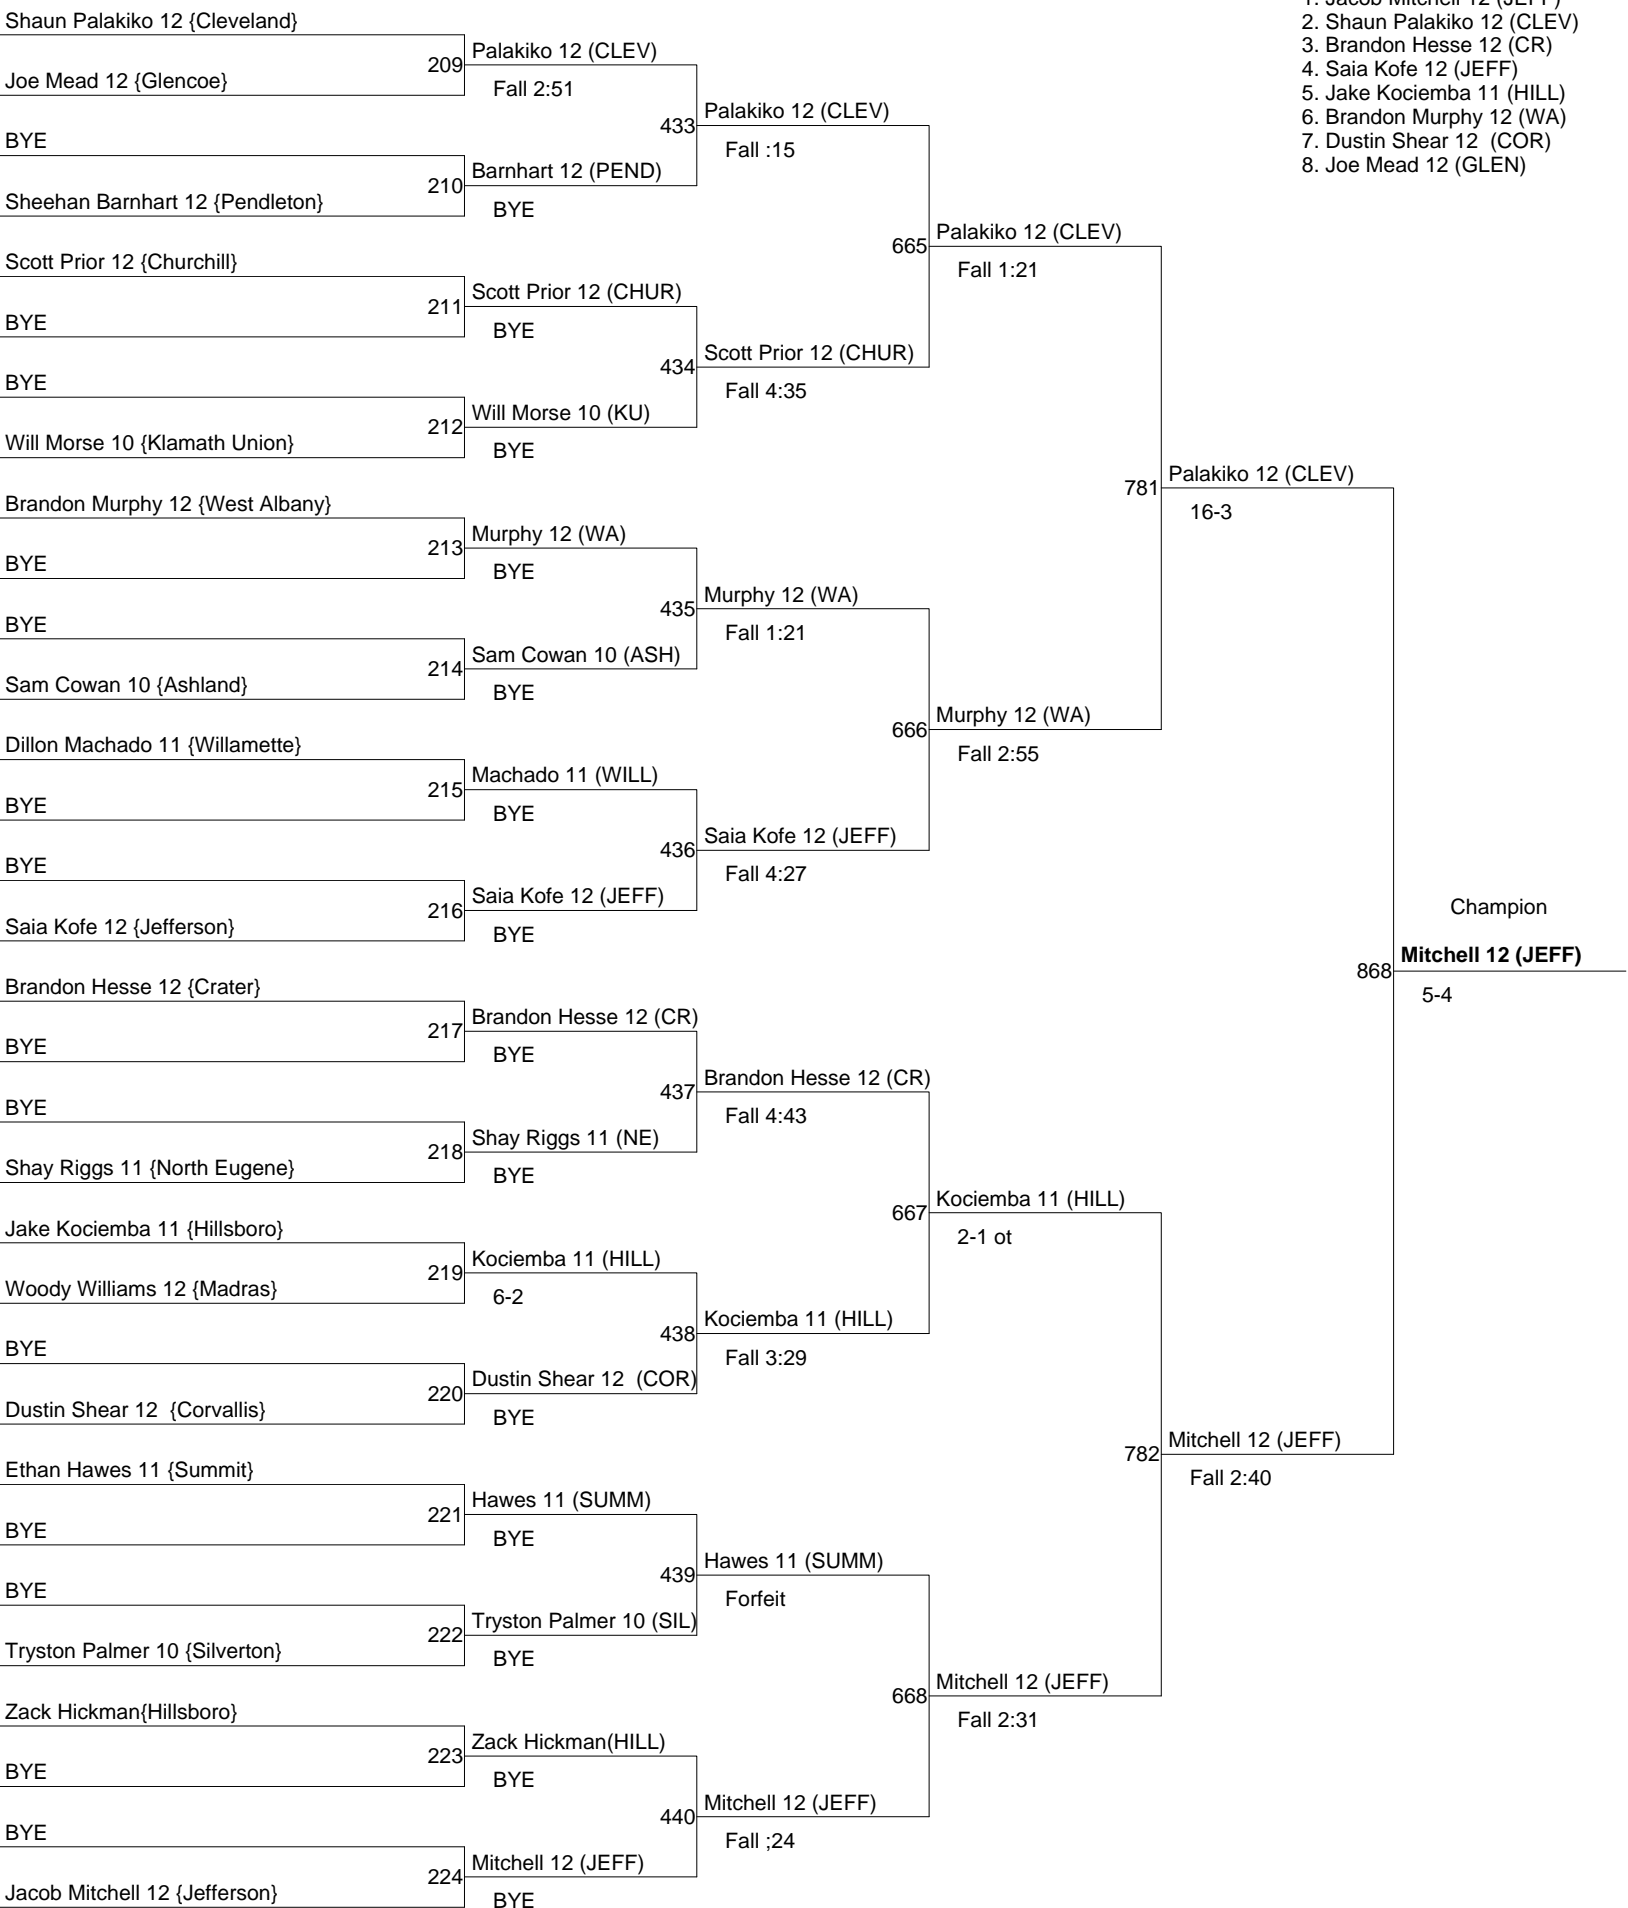 Shaun Palakiko 12 {Cleveland}
209
Joe Mead 12 {Glencoe}
BYE
210
Sheehan Barnhart 12 {Pendleton}
Scott Prior 12 {Churchill}
211
BYE
BYE
212
Will Morse 10 {Klamath Union}
Brandon Murphy 12 {West Albany}
213
BYE
BYE
214
Sam Cowan 10 {Ashland}
Dillon Machado 11 {Willamette}
215
BYE
BYE
216
Saia Kofe 12 {Jefferson}
Brandon Hesse 12 {Crater}
217
BYE
BYE
218
Shay Riggs 11 {North Eugene}
Jake Kociemba 11 {Hillsboro}
219
Woody Williams 12 {Madras}
BYE
220
Dustin Shear 12  {Corvallis}
Ethan Hawes 11 {Summit}
221
BYE
BYE
222
Tryston Palmer 10 {Silverton}
Zack Hickman{Hillsboro}
223
BYE
BYE
224
Jacob Mitchell 12 {Jefferson}
Palakiko 12 (CLEV)
Fall 2:51
433
Barnhart 12 (PEND)
BYE
Scott Prior 12 (CHUR)
BYE
434
Will Morse 10 (KU)
BYE
Murphy 12 (WA)
BYE
435
Sam Cowan 10 (ASH)
BYE
Machado 11 (WILL)
BYE
436
Saia Kofe 12 (JEFF)
BYE
Brandon Hesse 12 (CR)
BYE
437
Shay Riggs 11 (NE)
BYE
Kociemba 11 (HILL)
6-2
438
Dustin Shear 12  (COR)
BYE
Hawes 11 (SUMM)
BYE
439
Tryston Palmer 10 (SIL)
BYE
Zack Hickman(HILL)
BYE
440
Mitchell 12 (JEFF)
BYE
Palakiko 12 (CLEV)
Fall :15
665
Scott Prior 12 (CHUR)
Fall 4:35
Murphy 12 (WA)
Fall 1:21
666
Saia Kofe 12 (JEFF)
Fall 4:27
Brandon Hesse 12 (CR)
Fall 4:43
667
Kociemba 11 (HILL)
Fall 3:29
Hawes 11 (SUMM)
Forfeit
668
Mitchell 12 (JEFF)
Fall ;24
Palakiko 12 (CLEV)
Fall 1:21
781
Murphy 12 (WA)
Fall 2:55
Kociemba 11 (HILL)
2-1 ot
782
Mitchell 12 (JEFF)
Fall 2:31
Palakiko 12 (CLEV)
16-3
868
Mitchell 12 (JEFF)
Fall 2:40
Champion
Mitchell 12 (JEFF)
5-4
1. Jacob Mitchell 12 (JEFF)
2. Shaun Palakiko 12 (CLEV)
3. Brandon Hesse 12 (CR)
4. Saia Kofe 12 (JEFF)
5. Jake Kociemba 11 (HILL)
6. Brandon Murphy 12 (WA)
7. Dustin Shear 12  (COR)
8. Joe Mead 12 (GLEN)